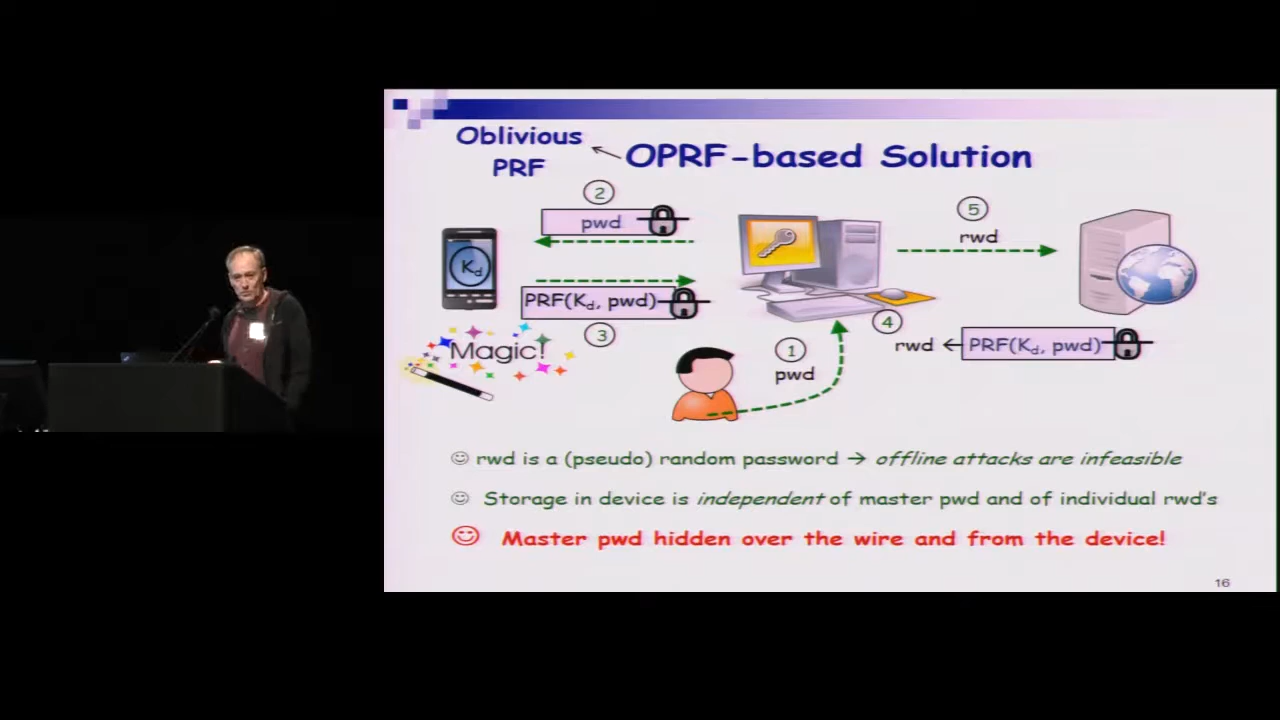 Oblivious
PRF
OPRF-based Solution
2
pwd
5
rwd
Kd
PRF(Kd, pwd)
3
Magic!
1
pwd
4
rwd ← PRF(Kd, pwd)
rwd is a (pseudo) random password → offline attacks are infeasible
Storage in device is independent of master pwd and of individual rwd's
Master pwd hidden over the wire and from the device!
16